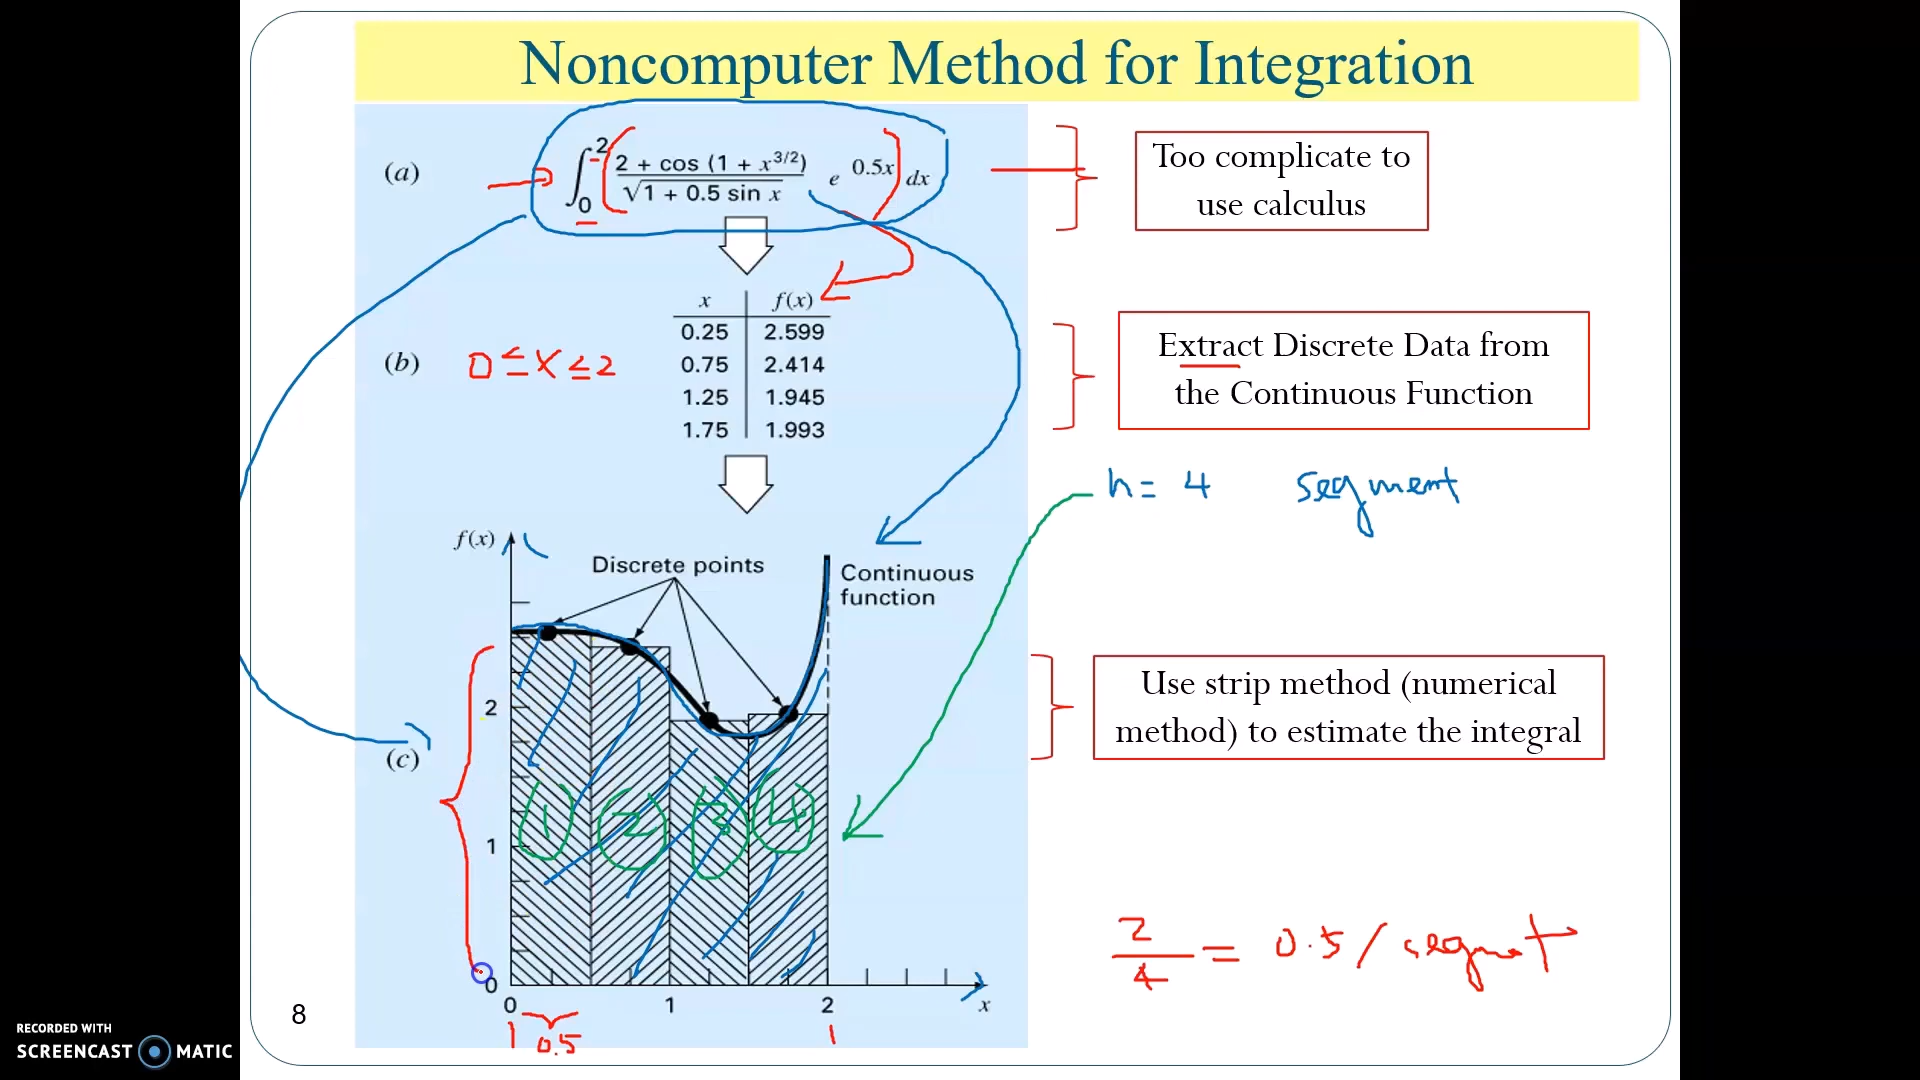 Noncomputer Method for Integration
(a)
∫₀² (2 + cos (1 + x^3/2) / √1 + 0.5 sin x) e^0.5x dx
Too complicate to
use calculus
(b)
0 ≤ x ≤ 2
x f(x)
0.25 2.599
0.75 2.414
1.25 1.945
1.75 1.993
Extract Discrete Data from
the Continuous Function
n = 4 segment
f(x)
Discrete points
Continuous
function
(c)
2
1
0
0 1 2 x
0.5
1 2 3 4
Use strip method (numerical
method) to estimate the integral
2/4 = 0.5 / segment
8
RECORDED WITH
SCREENCAST MATIC